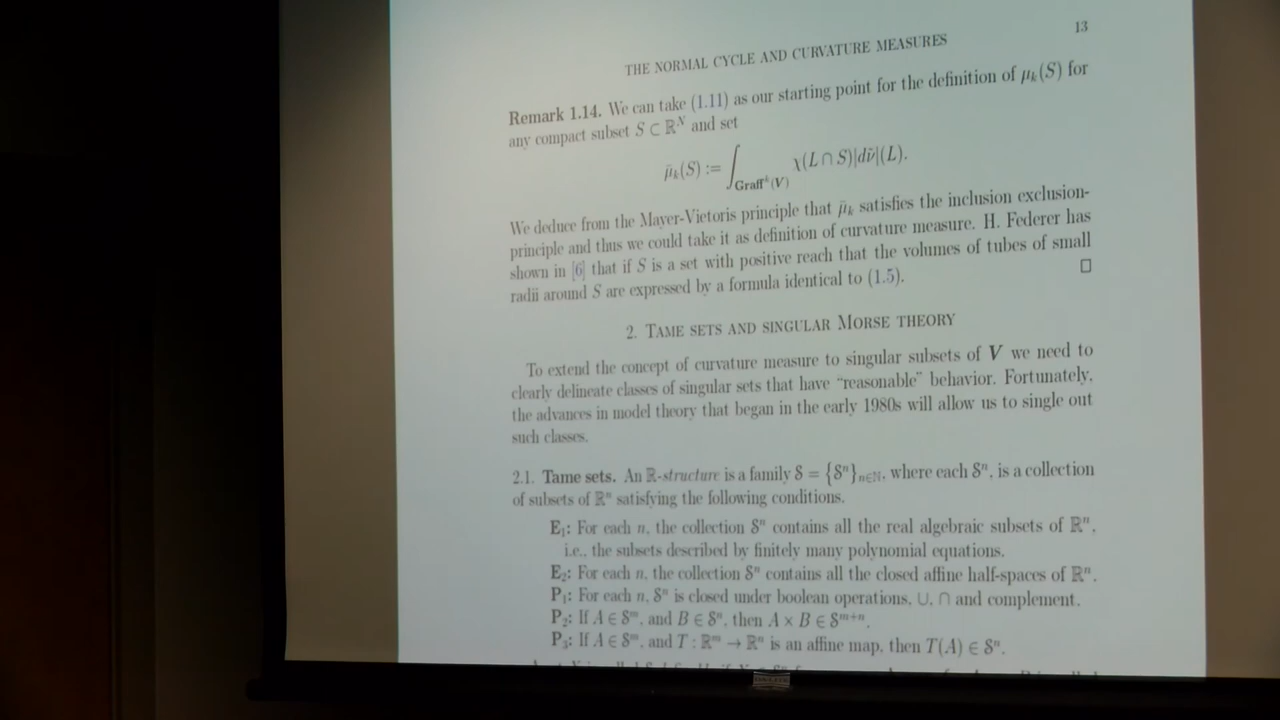 13
THE NORMAL CYCLE AND CURVATURE MEASURES
Remark 1.14. We can take (1.11) as our starting point for the definition of μₖ(S) for
any compact subset S ⊂ ℝᴺ and set
μ̄ₖ(S) := ∫_{Graffᵏ(V)} χ(L ∩ S)|dν̃|(L).
We deduce from the Mayer-Vietoris principle that μ̄ₖ satisfies the inclusion exclusion-
principle and thus we could take it as definition of curvature measure. H. Federer has
shown in [6] that if S is a set with positive reach that the volumes of tubes of small
radii around S are expressed by a formula identical to (1.5). □
2. TAME SETS AND SINGULAR MORSE THEORY
To extend the concept of curvature measure to singular subsets of V we need to
clearly delineate classes of singular sets that have “reasonable” behavior. Fortunately,
the advances in model theory that began in the early 1980s will allow us to single out
such classes.
2.1. Tame sets. An ℝ-structure is a family 𝒮 = {𝒮ⁿ}ₙ∈ℕ, where each 𝒮ⁿ, is a collection
of subsets of ℝⁿ satisfying the following conditions.
E₁: For each n, the collection 𝒮ⁿ contains all the real algebraic subsets of ℝⁿ,
i.e., the subsets described by finitely many polynomial equations.
E₂: For each n, the collection 𝒮ⁿ contains all the closed affine half-spaces of ℝⁿ.
P₁: For each n, 𝒮ⁿ is closed under boolean operations, ∪, ∩ and complement.
P₂: If A ∈ 𝒮ᵐ, and B ∈ 𝒮ⁿ, then A × B ∈ 𝒮ᵐ⁺ⁿ.
P₃: If A ∈ 𝒮ᵐ, and T : ℝᵐ → ℝⁿ is an affine map, then T(A) ∈ 𝒮ⁿ.